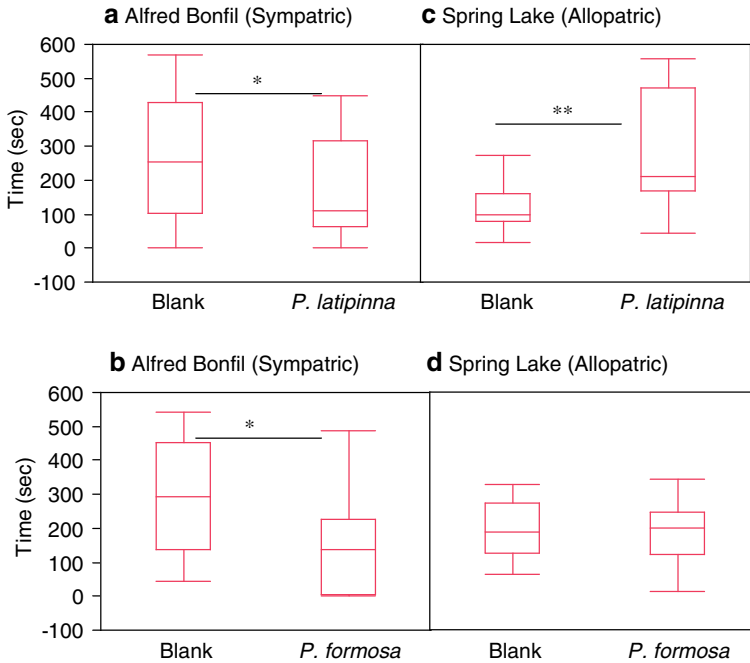 a Alfred Bonfil (Sympatric)
c Spring Lake (Allopatric)
Time (sec)
600
500
400
300
200
100
0
-100
*
**
Blank
P. latipinna
Blank
P. latipinna
b Alfred Bonfil (Sympatric)
d Spring Lake (Allopatric)
Time (sec)
600
500
400
300
200
100
0
-100
*
Blank
P. formosa
Blank
P. formosa